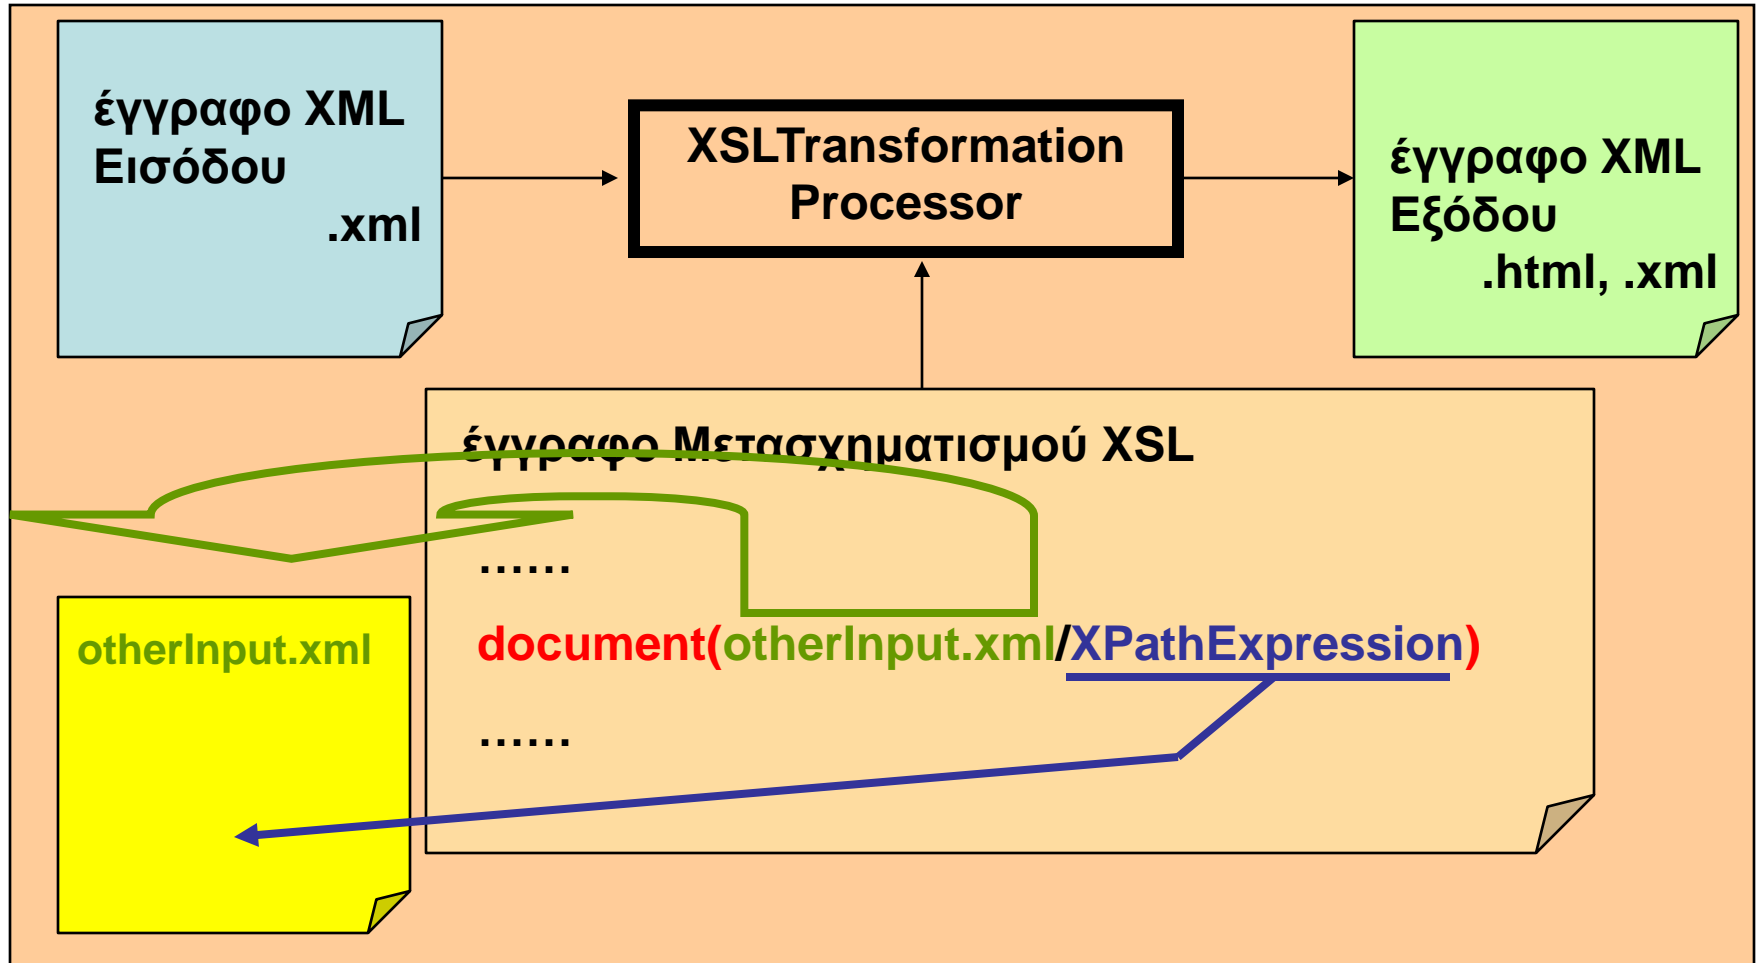 έγγραφο XML
Εισόδου
.xml
XSLTransformation
Processor
έγγραφο XML
Εξόδου
.html, .xml
έγγραφο Μετασχηματισμού XSL
……
otherInput.xml
document(otherInput.xml/XPathExpression)
……